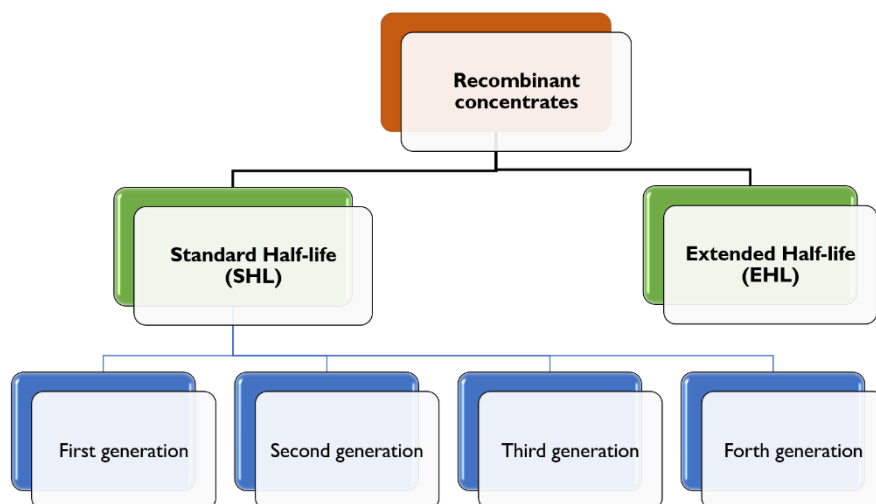 Recombinant
concentrates
Standard Half-life
(SHL)
Extended Half-life
(EHL)
First generation
Second generation
Third generation
Forth generation